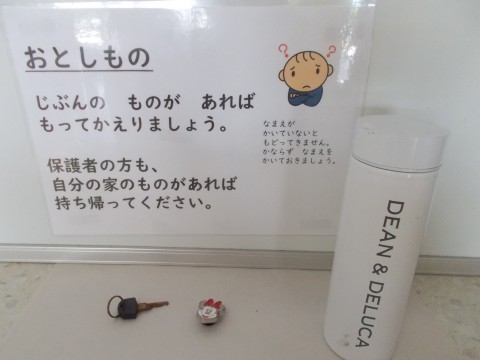 おとしもの
じぶんの　ものが　あれば
もってかえりましょう。
保護者の方も、
自分の家のものがあれば
持ち帰ってください。
なまえが
かいていないと
もどってきません。
かならず　なまえを
かいておきましょう。
DEAN & DELUCA